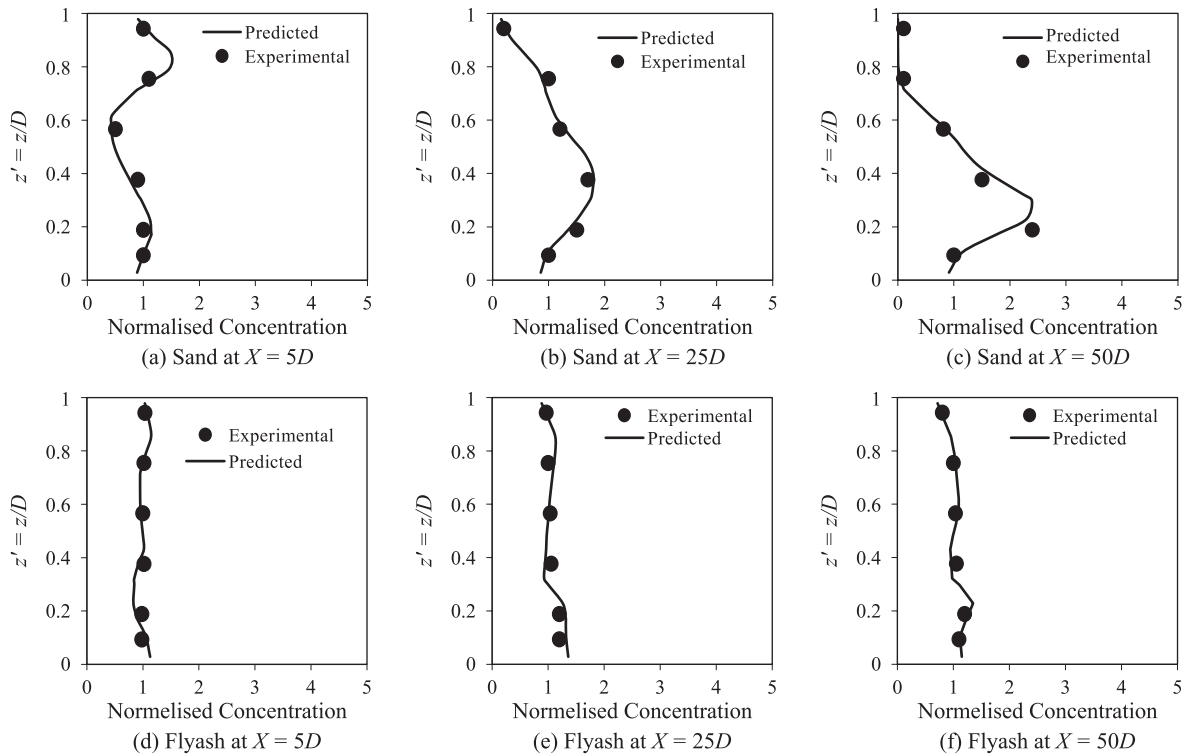 1
0.8
0.6
0.4
0.2
0
z′ = z/D
Predicted
Experimental
0 1 2 3 4 5
Normalised Concentration
(a) Sand at X = 5D
1
0.8
0.6
0.4
0.2
0
z′ = z/D
Predicted
Experimental
0 1 2 3 4 5
Normalised Concentration
(b) Sand at X = 25D
1
0.8
0.6
0.4
0.2
0
z′ = z/D
Predicted
Experimental
0 1 2 3 4 5
Normalised Concentration
(c) Sand at X = 50D
1
0.8
0.6
0.4
0.2
0
z′ = z/D
Experimental
Predicted
0 1 2 3 4 5
Normelised Concentration
(d) Flyash at X = 5D
1
0.8
0.6
0.4
0.2
0
z′ = z/D
Experimental
Predicted
0 1 2 3 4 5
Normelised Concentration
(e) Flyash at X = 25D
1
0.8
0.6
0.4
0.2
0
z′ = z/D
Experimental
Predicted
0 1 2 3 4 5
Normelised Concentration
(f) Flyash at X = 50D